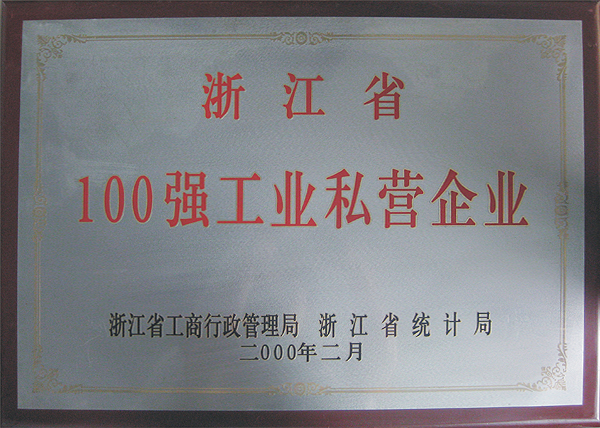 浙江省
100强工业私营企业
浙江省工商行政管理局 浙江省统计局
二000年二月